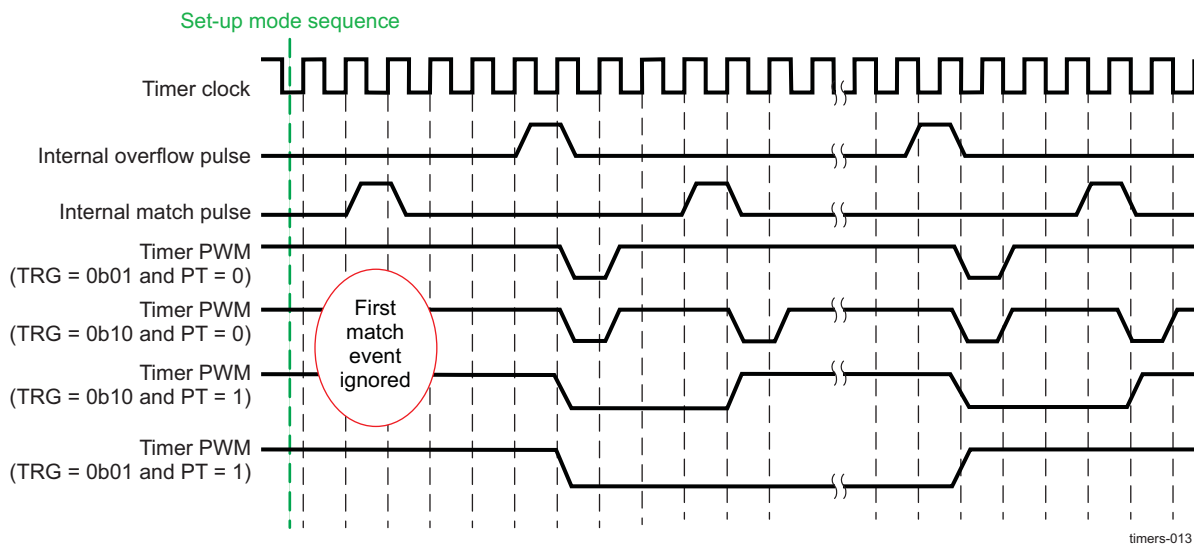 Set-up mode sequence
Timer clock
Internal overflow pulse
Internal match pulse
Timer PWM
(TRG = 0b01 and PT = 0)
Timer PWM
(TRG = 0b10 and PT = 0)
Timer PWM
(TRG = 0b10 and PT = 1)
Timer PWM
(TRG = 0b01 and PT = 1)
First
match
event
ignored
timers-013